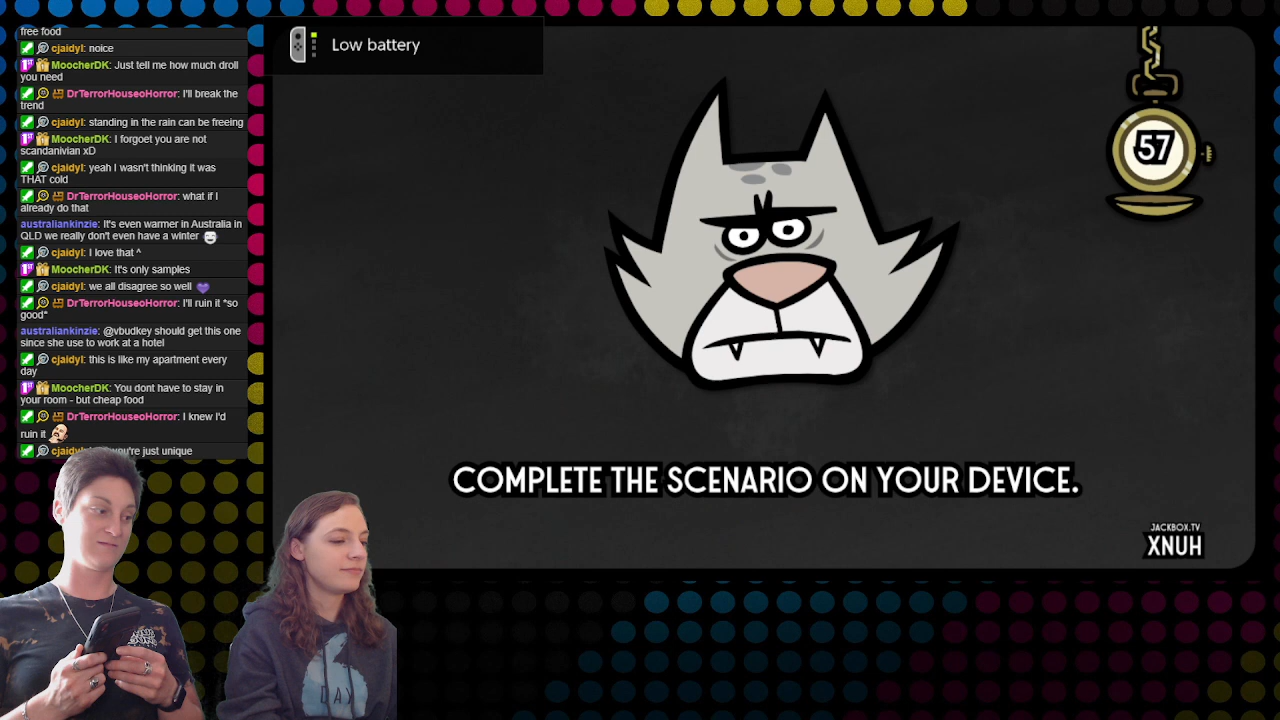 free food
cjaidyl: noice
MoocherDK: Just tell me how much droll
you need
DrTerrorHouseoHorror: I'll break the
trend
cjaidyl: standing in the rain can be freeing
MoocherDK: I forgoet you are not
scandanivian xD
cjaidyl: yeah I wasn't thinking it was
THAT cold
DrTerrorHouseoHorror: what if I
already do that
australiankinzie: It's even warmer in Australia in
QLD we really don't even have a winter
cjaidyl: I love that ^
MoocherDK: It's only samples
cjaidyl: we all disagree so well
DrTerrorHouseoHorror: I'll ruin it *so
good*
australiankinzie: @vbudkey should get this one
since she use to work at a hotel
cjaidyl: this is like my apartment every
day
MoocherDK: You dont have to stay in
your room - but cheap food
DrTerrorHouseoHorror: I knew I'd
ruin it
you're just unique
Low battery
57
COMPLETE THE SCENARIO ON YOUR DEVICE.
JACKBOX.TV
XNUH
DAY